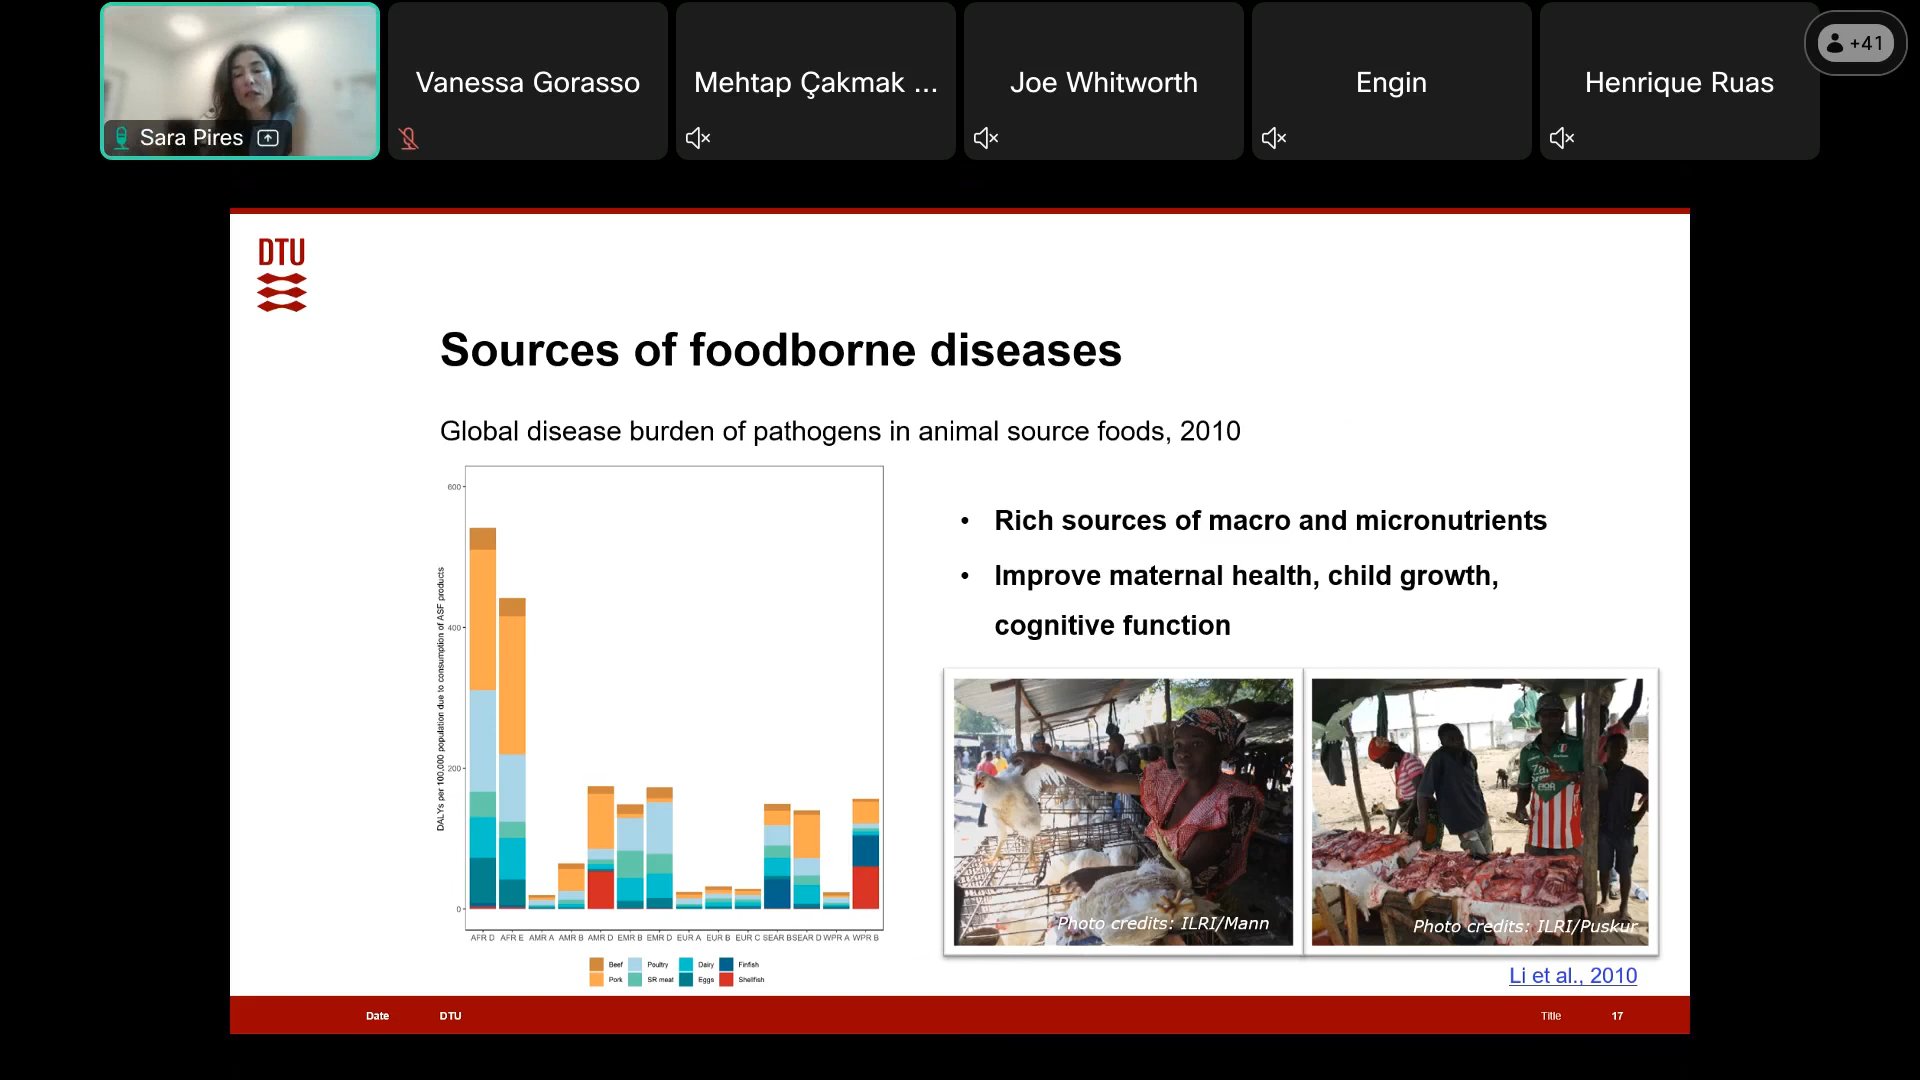 Sara Pires
Vanessa Gorasso
Mehtap Çakmak ...
Joe Whitworth
Engin
Henrique Ruas
+41
DTU
Sources of foodborne diseases
Global disease burden of pathogens in animal source foods, 2010
DALYs per 100,000 population due to consumption of ASF products
600
400
200
0
AFR D AFR E AMR A AMR B AMR D EMR B EMR D EUR A EUR B EUR C SEAR B SEAR D WPR A WPR B
Beef Poultry Dairy Finfish
Pork SR meat Eggs Shellfish
• Rich sources of macro and micronutrients
• Improve maternal health, child growth,
cognitive function
Photo credits: ILRI/Mann
Photo credits: ILRI/Puskur
Li et al., 2010
Date DTU Title 17